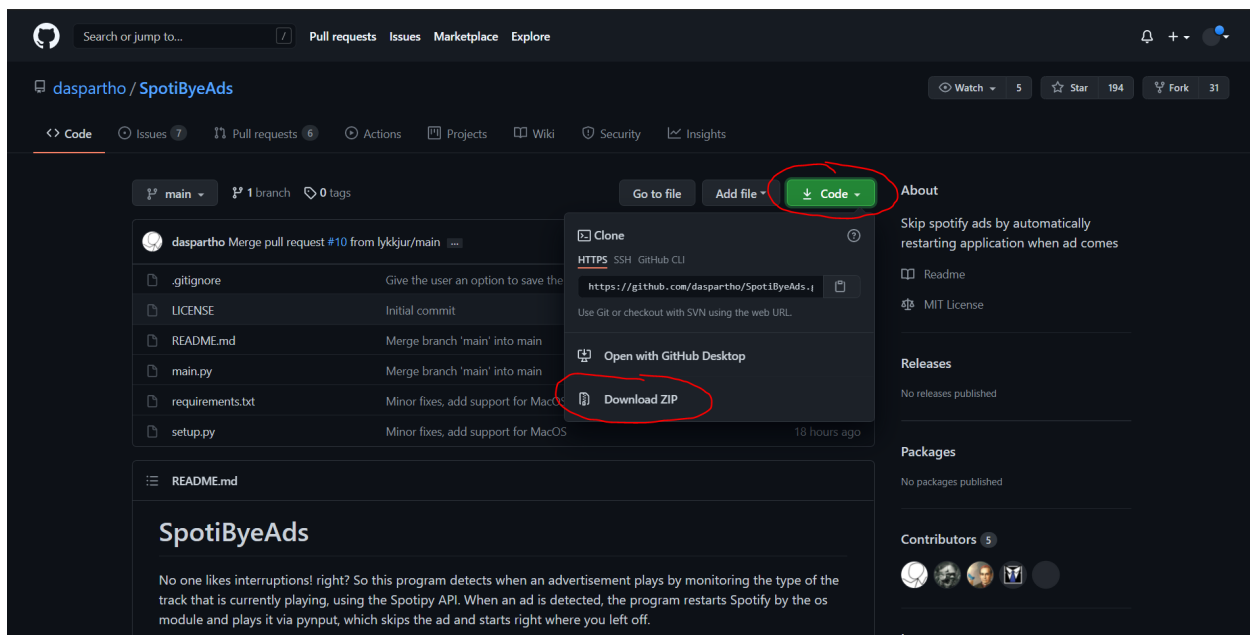 Search or jump to... / Pull requests Issues Marketplace Explore
daspartho / SpotiByeAds Watch 5 Star 194 Fork 31
Code Issues 7 Pull requests 6 Actions Projects Wiki Security Insights
main 1 branch 0 tags Go to file Add file Code
daspartho Merge pull request #10 from lykkjur/main ...
.gitignore Give the user an option to save the
LICENSE Initial commit
README.md Merge branch 'main' into main
main.py Merge branch 'main' into main
requirements.txt Minor fixes, add support for MacOS
setup.py Minor fixes, add support for MacOS 18 hours ago
Clone
HTTPS SSH GitHub CLI
https://github.com/daspartho/SpotiByeAds.g
Use Git or checkout with SVN using the web URL.
Open with GitHub Desktop
Download ZIP
README.md
SpotiByeAds
No one likes interruptions! right? So this program detects when an advertisement plays by monitoring the type of the
track that is currently playing, using the Spotipy API. When an ad is detected, the program restarts Spotify by the os
module and plays it via pynput, which skips the ad and starts right where you left off.
About
Skip spotify ads by automatically
restarting application when ad comes
Readme
MIT License
Releases
No releases published
Packages
No packages published
Contributors 5